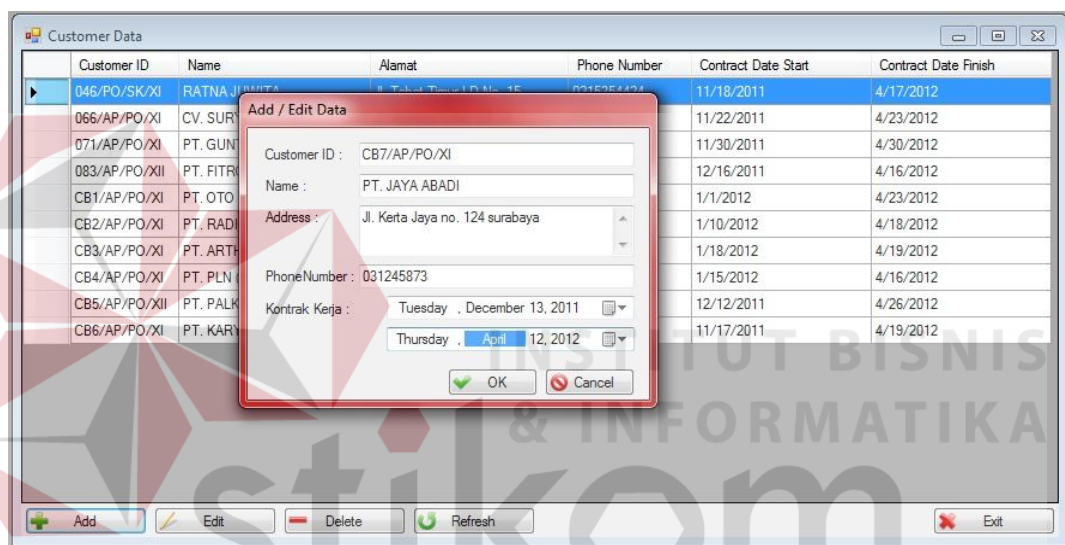 Customer Data
Customer ID Name Alamat Phone Number Contract Date Start Contract Date Finish
046/PO/SK/XI RATNA JUWITA Jl. Tebet Timur I D No. 15 0215354424 11/18/2011 4/17/2012
066/AP/PO/XI CV. 11/22/2011 4/23/2012
071/AP/PO/XI PT. 11/30/2011 4/30/2012
083/AP/PO/XII PT. 12/16/2011 4/16/2012
CB1/AP/PO/XI PT. OTO 1/1/2012 4/23/2012
CB2/AP/PO/XI PT. 1/10/2012 4/18/2012
CB3/AP/PO/XI PT. 1/18/2012 4/19/2012
CB4/AP/PO/XI PT. PLN 1/15/2012 4/16/2012
CB5/AP/PO/XII PT. 12/12/2011 4/26/2012
CB6/AP/PO/XI PT. 11/17/2011 4/19/2012
Add / Edit Data
Customer ID : CB7/AP/PO/XI
Name : PT. JAYA ABADI
Address : Jl. Kerta Jaya no. 124 surabaya
PhoneNumber : 031245873
Kontrak Kerja : Tuesday , December 13, 2011
Thursday , April 12, 2012
OK Cancel
INSTITUT BISNIS
& INFORMATIKA
stikom
Add Edit Delete Refresh Exit